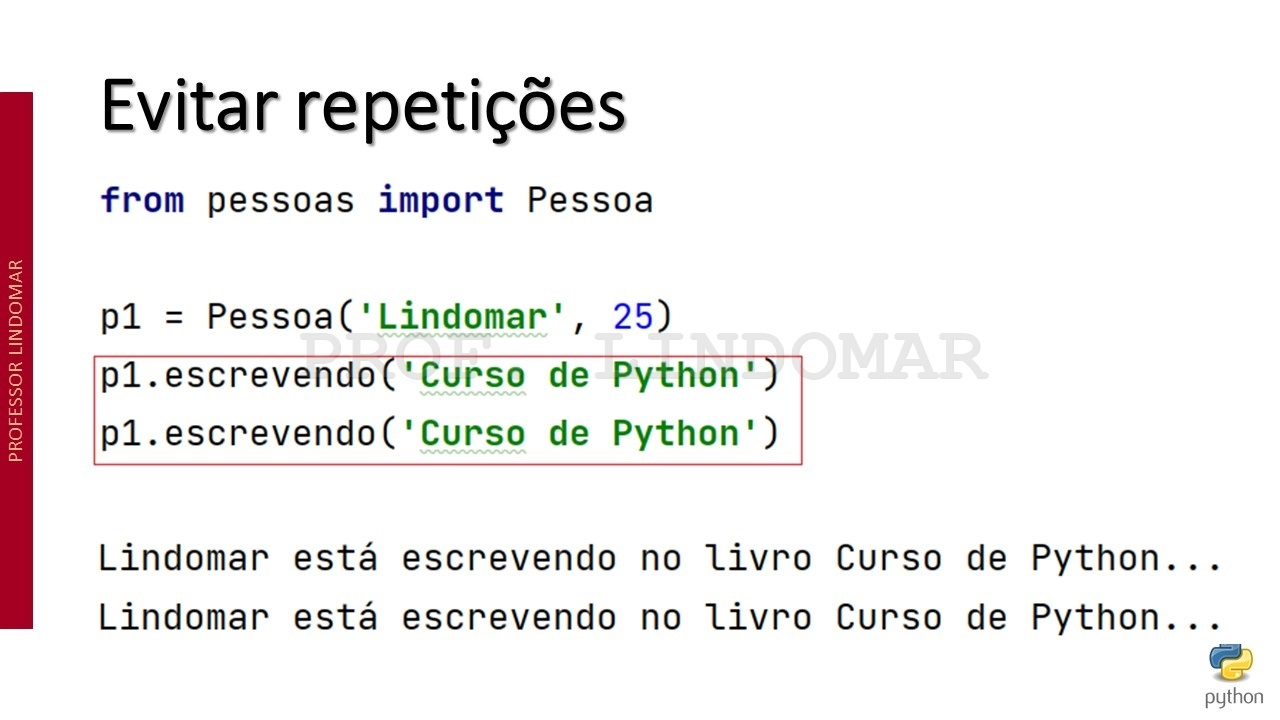 Evitar repetições
PROFESSOR LINDOMAR
from pessoas import Pessoa
p1 = Pessoa('Lindomar', 25)
PROF LINDOMAR
p1.escrevendo('Curso de Python')
p1.escrevendo('Curso de Python')
Lindomar está escrevendo no livro Curso de Python...
Lindomar está escrevendo no livro Curso de Python...
python